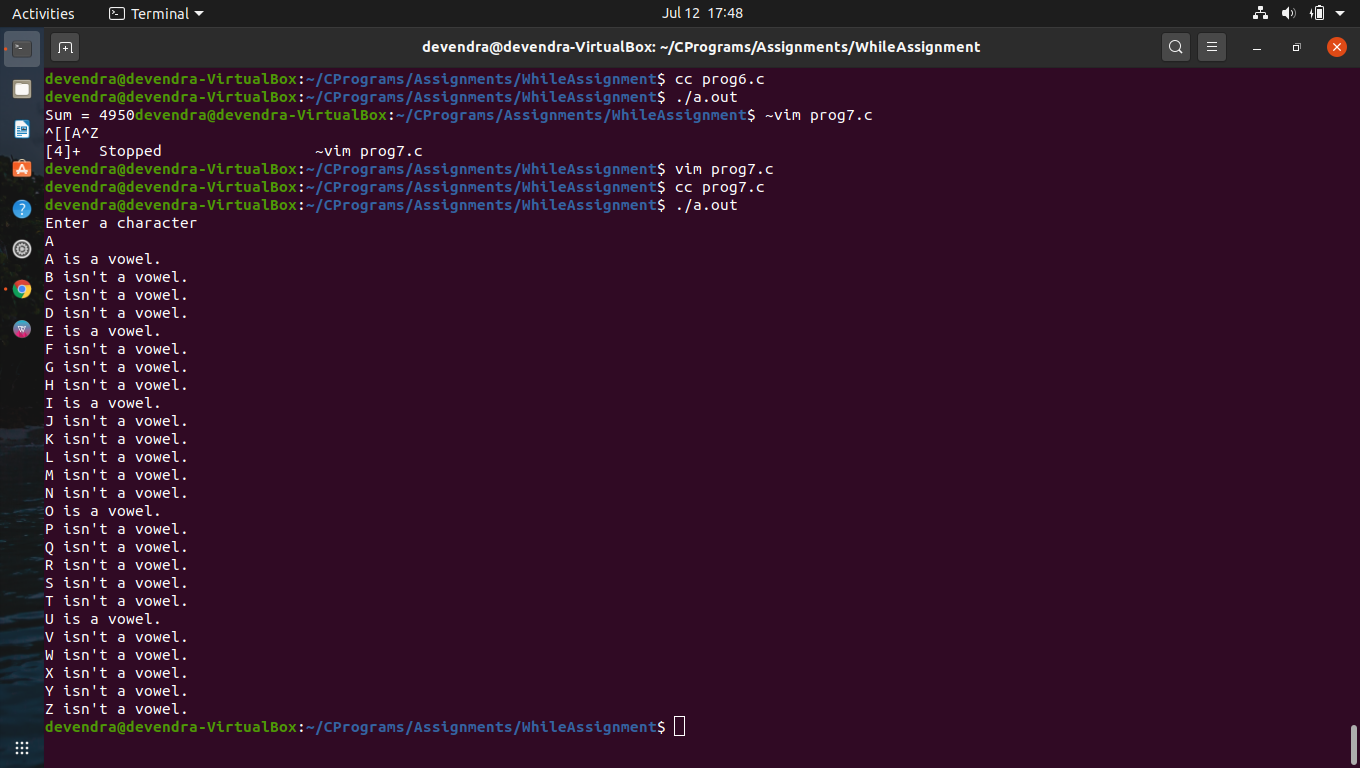 Activities
Terminal
Jul 12 17:48
devendra@devendra-VirtualBox: ~/CPrograms/Assignments/WhileAssignment
devendra@devendra-VirtualBox:~/CPrograms/Assignments/WhileAssignment$ cc prog6.c
devendra@devendra-VirtualBox:~/CPrograms/Assignments/WhileAssignment$ ./a.out
Sum = 4950devendra@devendra-VirtualBox:~/CPrograms/Assignments/WhileAssignment$ ~vim prog7.c
^[[A^Z
[4]+  Stopped                 ~vim prog7.c
devendra@devendra-VirtualBox:~/CPrograms/Assignments/WhileAssignment$ vim prog7.c
devendra@devendra-VirtualBox:~/CPrograms/Assignments/WhileAssignment$ cc prog7.c
devendra@devendra-VirtualBox:~/CPrograms/Assignments/WhileAssignment$ ./a.out
Enter a character
A
A is a vowel.
B isn't a vowel.
C isn't a vowel.
D isn't a vowel.
E is a vowel.
F isn't a vowel.
G isn't a vowel.
H isn't a vowel.
I is a vowel.
J isn't a vowel.
K isn't a vowel.
L isn't a vowel.
M isn't a vowel.
N isn't a vowel.
O is a vowel.
P isn't a vowel.
Q isn't a vowel.
R isn't a vowel.
S isn't a vowel.
T isn't a vowel.
U is a vowel.
V isn't a vowel.
W isn't a vowel.
X isn't a vowel.
Y isn't a vowel.
Z isn't a vowel.
devendra@devendra-VirtualBox:~/CPrograms/Assignments/WhileAssignment$